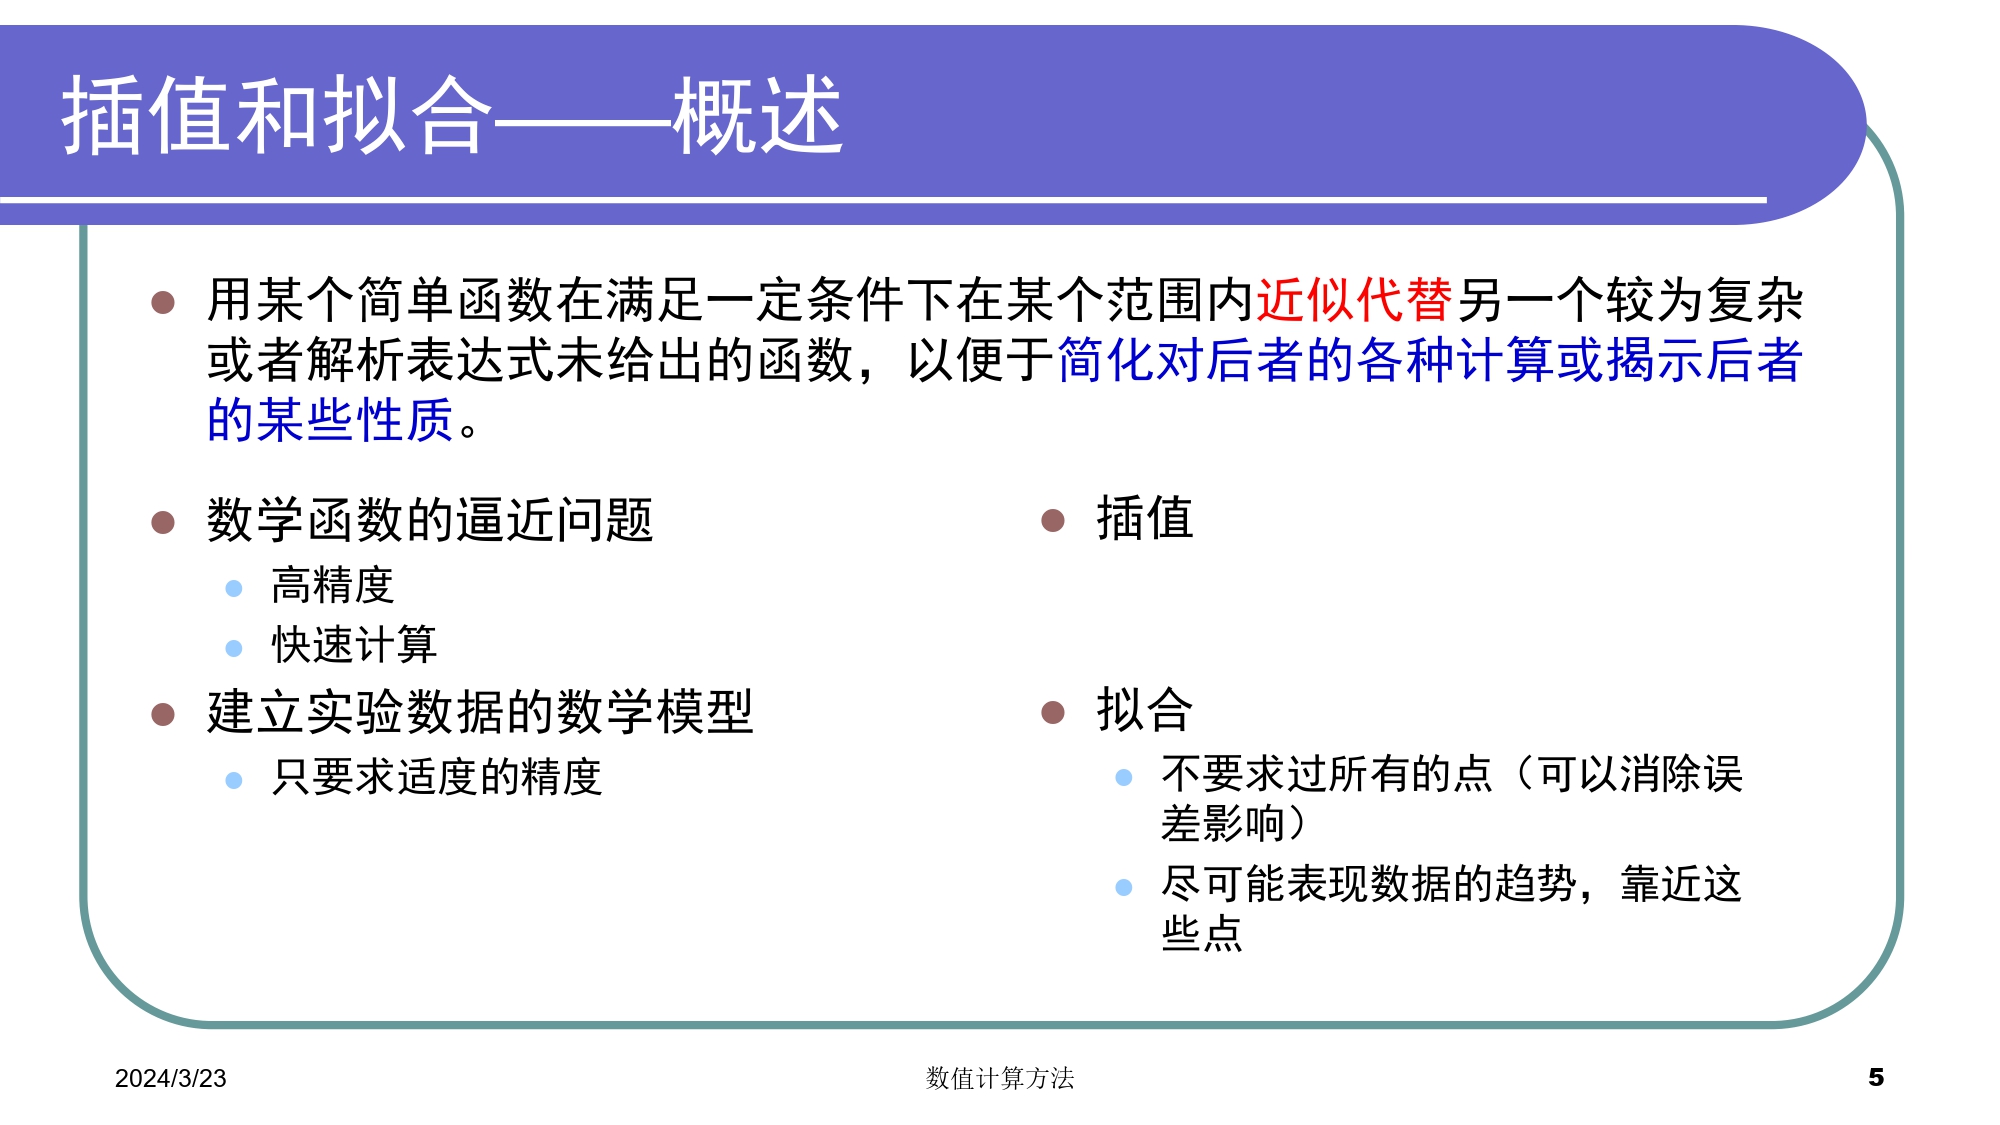 插值和拟合——概述
用某个简单函数在满足一定条件下在某个范围内近似代替另一个较为复杂
或者解析表达式未给出的函数，以便于简化对后者的各种计算或揭示后者
的某些性质。
数学函数的逼近问题
高精度
快速计算
建立实验数据的数学模型
只要求适度的精度
插值
拟合
不要求过所有的点（可以消除误
差影响）
尽可能表现数据的趋势，靠近这
些点
2024/3/23
数值计算方法
5